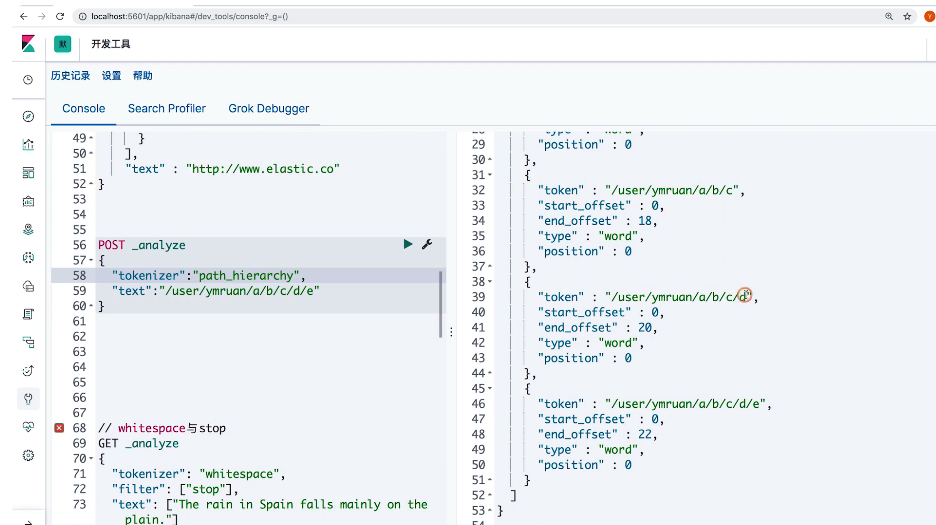 localhost:5601/app/kibana#/dev_tools/console?_g=()
Y
默
开发工具
历史记录 设置 帮助
Console Search Profiler Grok Debugger
49 }
50 ],
51 "text" : "http://www.elastic.co"
52 }
53
54
55
56 POST _analyze
57 {
58 "tokenizer":"path_hierarchy",
59 "text":"/user/ymruan/a/b/c/d/e"
60 }
61
62
63
64
65
66
67
68 // whitespace与stop
69 GET _analyze
70 {
71 "tokenizer": "whitespace",
72 "filter": ["stop"],
73 "text": ["The rain in Spain falls mainly on the
plain."]
28 "type" : "word",
29 "position" : 0
30 },
31 {
32 "token" : "/user/ymruan/a/b/c",
33 "start_offset" : 0,
34 "end_offset" : 18,
35 "type" : "word",
36 "position" : 0
37 },
38 {
39 "token" : "/user/ymruan/a/b/c/d",
40 "start_offset" : 0,
41 "end_offset" : 20,
42 "type" : "word",
43 "position" : 0
44 },
45 {
46 "token" : "/user/ymruan/a/b/c/d/e",
47 "start_offset" : 0,
48 "end_offset" : 22,
49 "type" : "word",
50 "position" : 0
51 }
52 ]
53 }
54